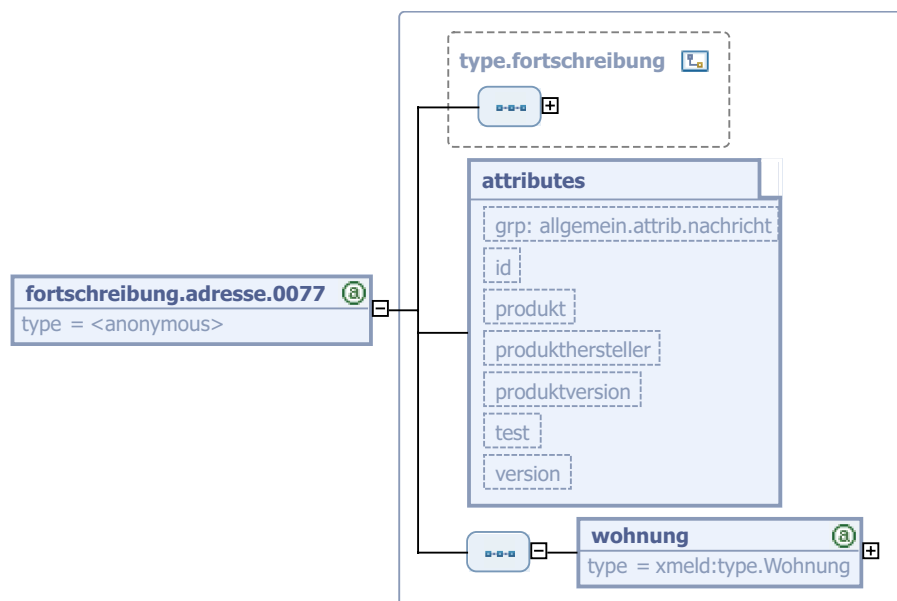 type.fortschreibung
attributes
grp: allgemein.attrib.nachricht
id
produkt
produkthersteller
produktversion
test
version
fortschreibung.adresse.0077 @
type = <anonymous>
wohnung @
type = xmeld:type.Wohnung